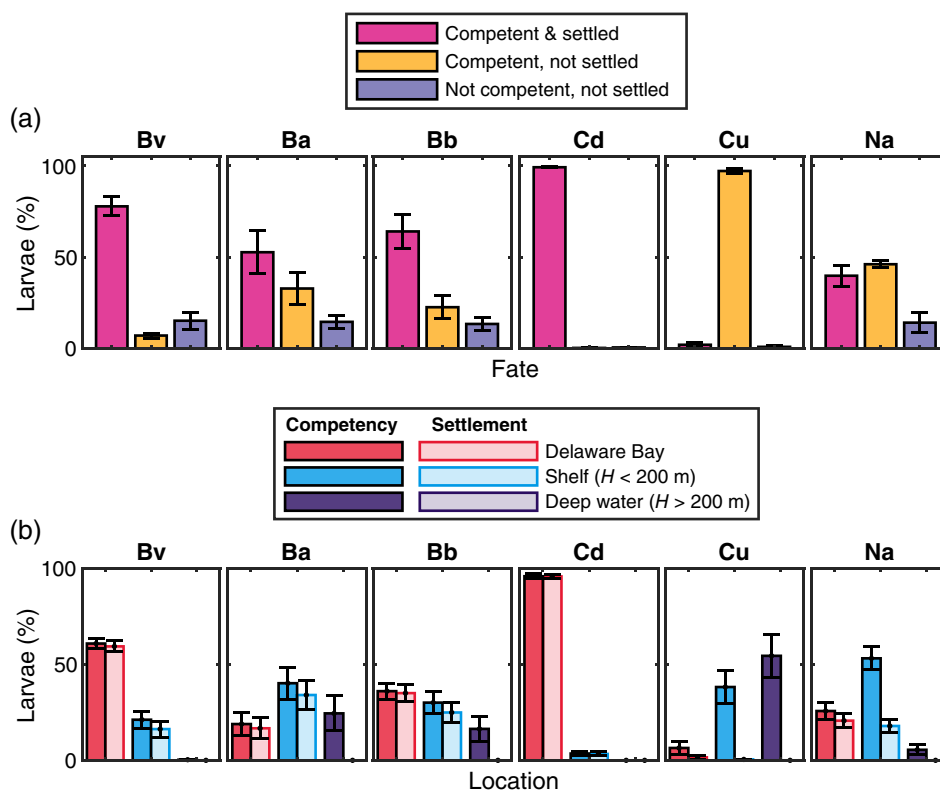 Competent & settled
Competent, not settled
Not competent, not settled
(a)
Bv Ba Bb Cd Cu Na
100
50
0
Larvae (%)
Fate
Competency Settlement
Delaware Bay
Shelf (H < 200 m)
Deep water (H > 200 m)
(b)
Bv Ba Bb Cd Cu Na
100
50
0
Larvae (%)
Location